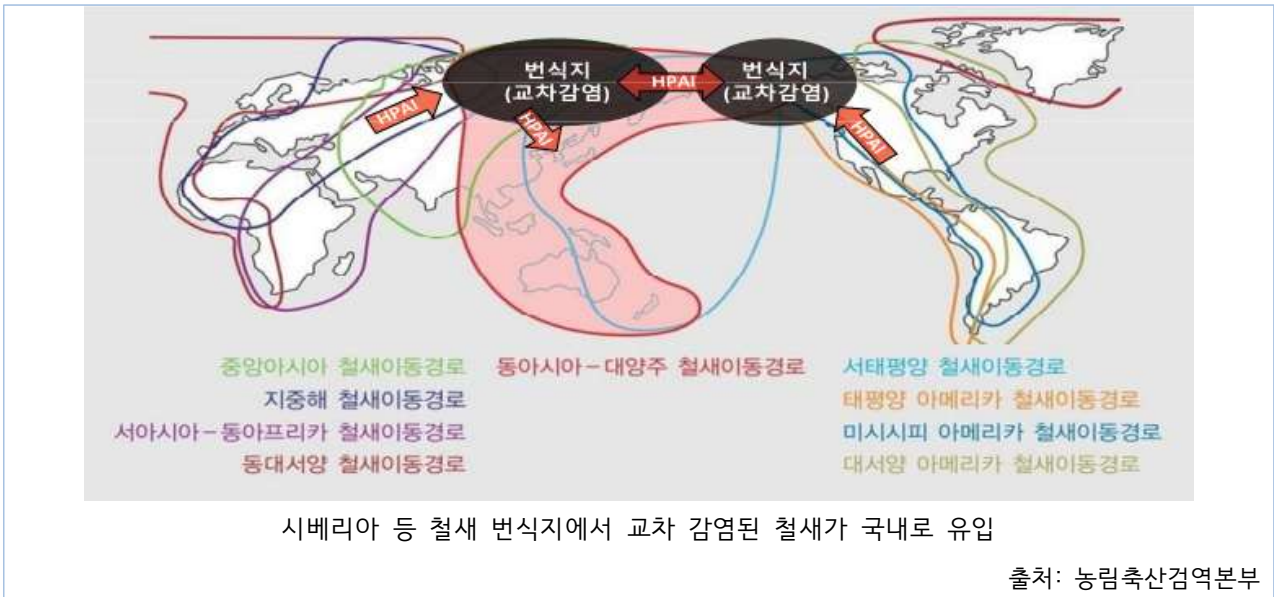 번식지
(교차감염)
HPAI
번식지
(교차감염)
HPAI
HPAI
HPAI
중앙아시아 철새이동경로
지중해 철새이동경로
서아시아-동아프리카 철새이동경로
동대서양 철새이동경로
동아시아-대양주 철새이동경로
서태평양 철새이동경로
태평양 아메리카 철새이동경로
미시시피 아메리카 철새이동경로
대서양 아메리카 철새이동경로
시베리아 등 철새 번식지에서 교차 감염된 철새가 국내로 유입
출처: 농림축산검역본부